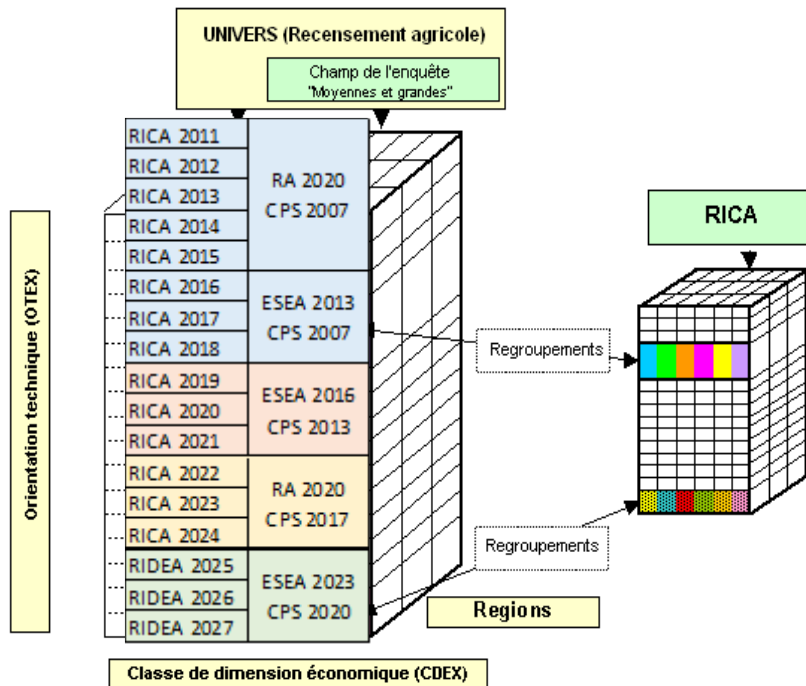 UNIVERS (Recensement agricole)
Champ de l'enquête
"Moyennes et grandes"
RICA 2011
RICA 2012
RICA 2013
RICA 2014
RICA 2015
RA 2020
CPS 2007
RICA 2016
RICA 2017
RICA 2018
ESEA 2013
CPS 2007
RICA 2019
RICA 2020
RICA 2021
ESEA 2016
CPS 2013
RICA 2022
RICA 2023
RICA 2024
RA 2020
CPS 2017
RIDEA 2025
RIDEA 2026
RIDEA 2027
ESEA 2023
CPS 2020
Orientation technique (OTEX)
Classe de dimension économique (CDEX)
Regions
Regroupements
Regroupements
RICA